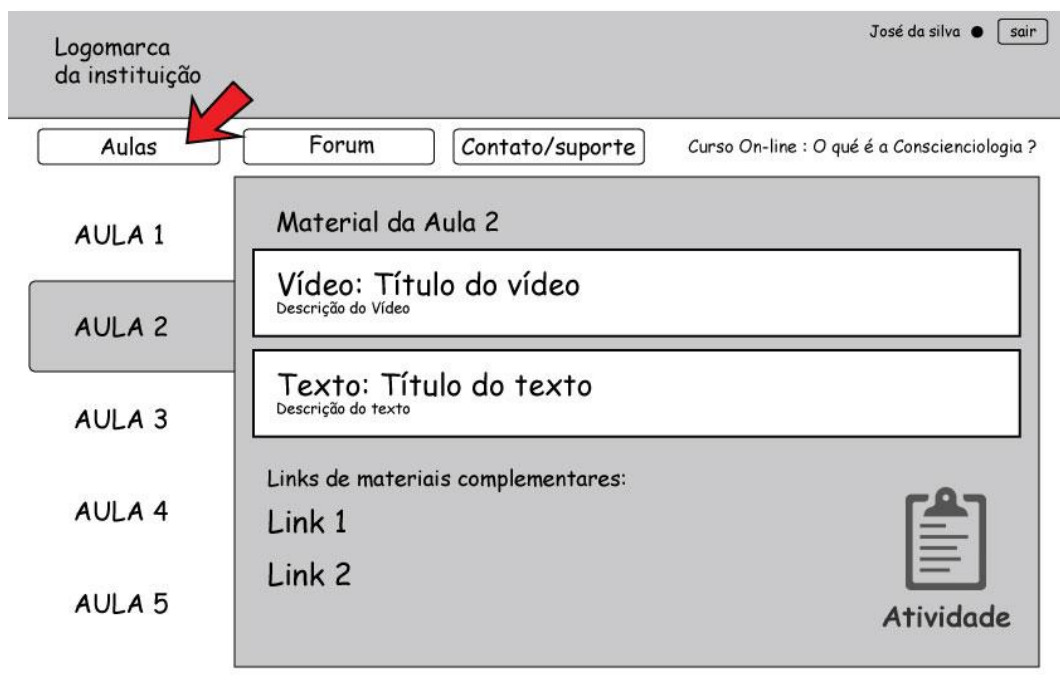 Logomarca
da instituição
José da silva
sair
Aulas
Forum
Contato/suporte
Curso On-line : O qué é a Conscienciologia ?
AULA 1
AULA 2
AULA 3
AULA 4
AULA 5
Material da Aula 2
Vídeo: Título do vídeo
Descrição do Vídeo
Texto: Título do texto
Descrição do texto
Links de materiais complementares:
Link 1
Link 2
Atividade